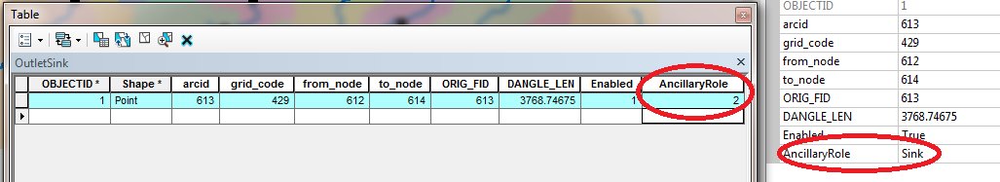 Table
OutletSink
OBJECTID * Shape * arcid grid_code from_node to_node ORIG_FID DANGLE_LEN Enabled AncillaryRole
1 Point 613 429 612 614 613 3768.74675 1 2
OBJECTID 1
arcid 613
grid_code 429
from_node 612
to_node 614
ORIG_FID 613
DANGLE_LEN 3768.74675
Enabled True
AncillaryRole Sink